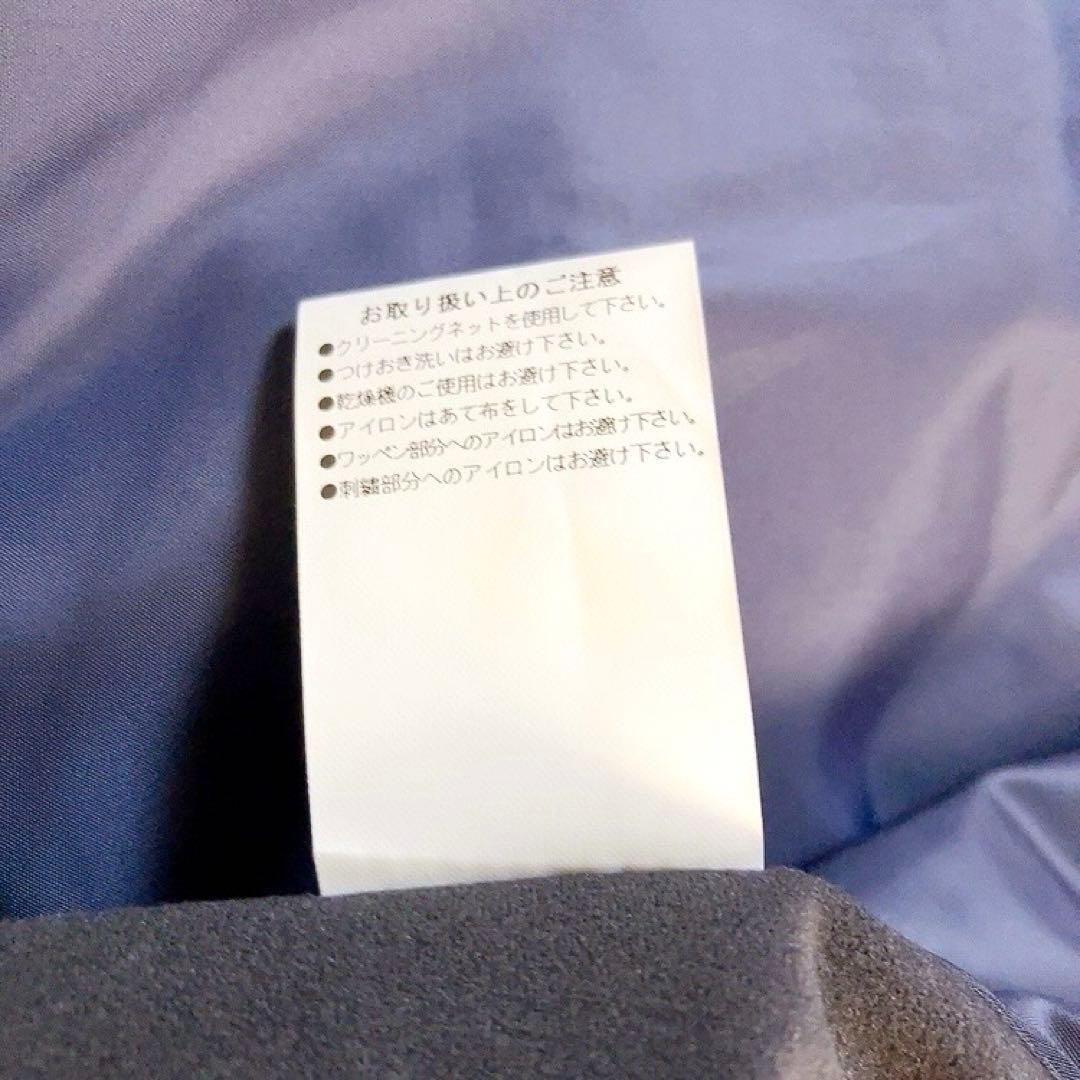 お取り扱い上のご注意
●クリーニングネットを使用して下さい。
●つけおき洗いはお避け下さい。
●乾燥機のご使用はお避け下さい。
●アイロンはあて布をして下さい。
●ワッペン部分へのアイロンはお避け下さい。
●刺繍部分へのアイロンはお避け下さい。